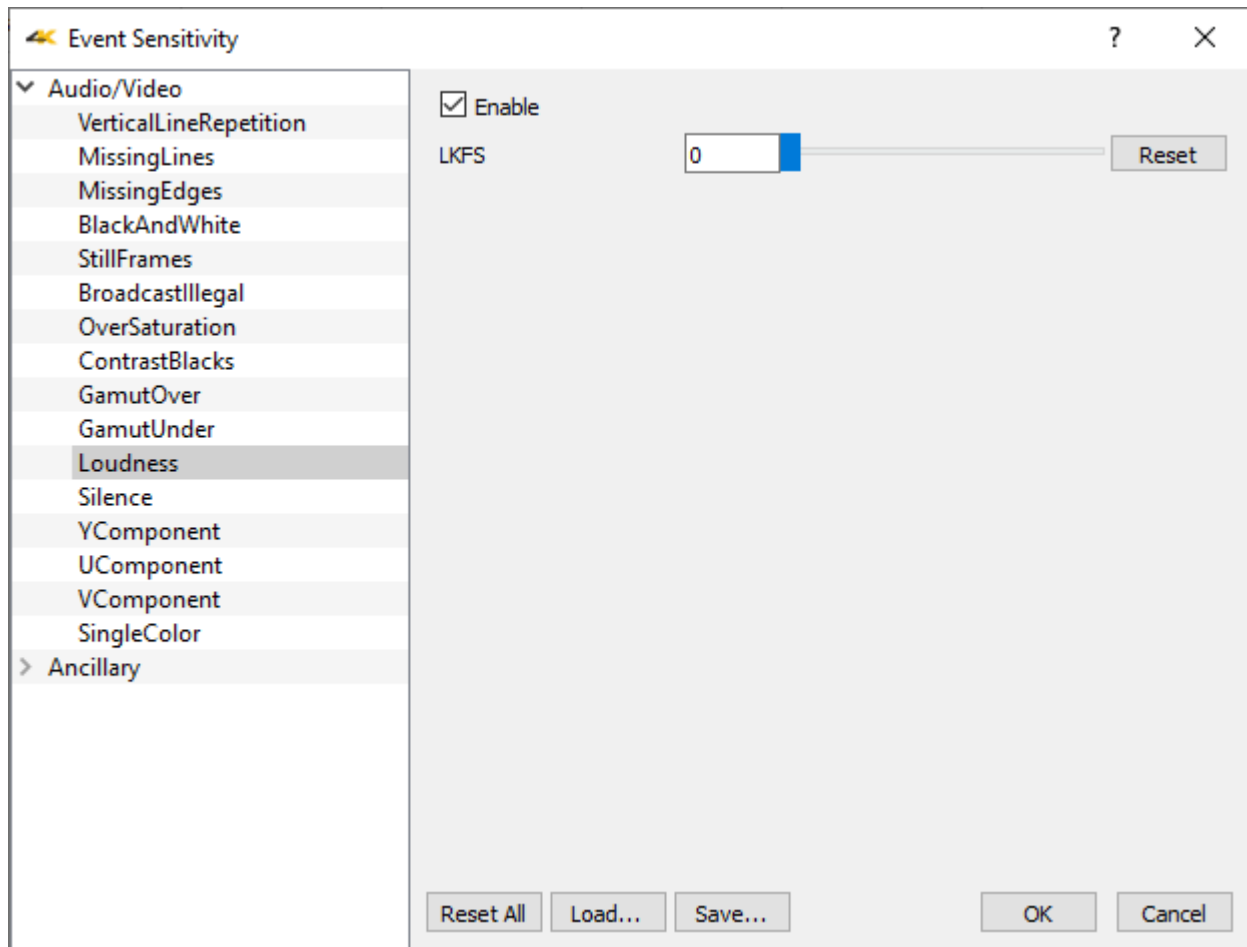 4K Event Sensitivity ?
Audio/Video
VerticalLineRepetition
MissingLines
MissingEdges
BlackAndWhite
StillFrames
BroadcastIllegal
OverSaturation
ContrastBlacks
GamutOver
GamutUnder
Loudness
Silence
YComponent
UComponent
VComponent
SingleColor
Ancillary
Enable
LKFS 0 Reset
Reset All Load... Save... OK Cancel